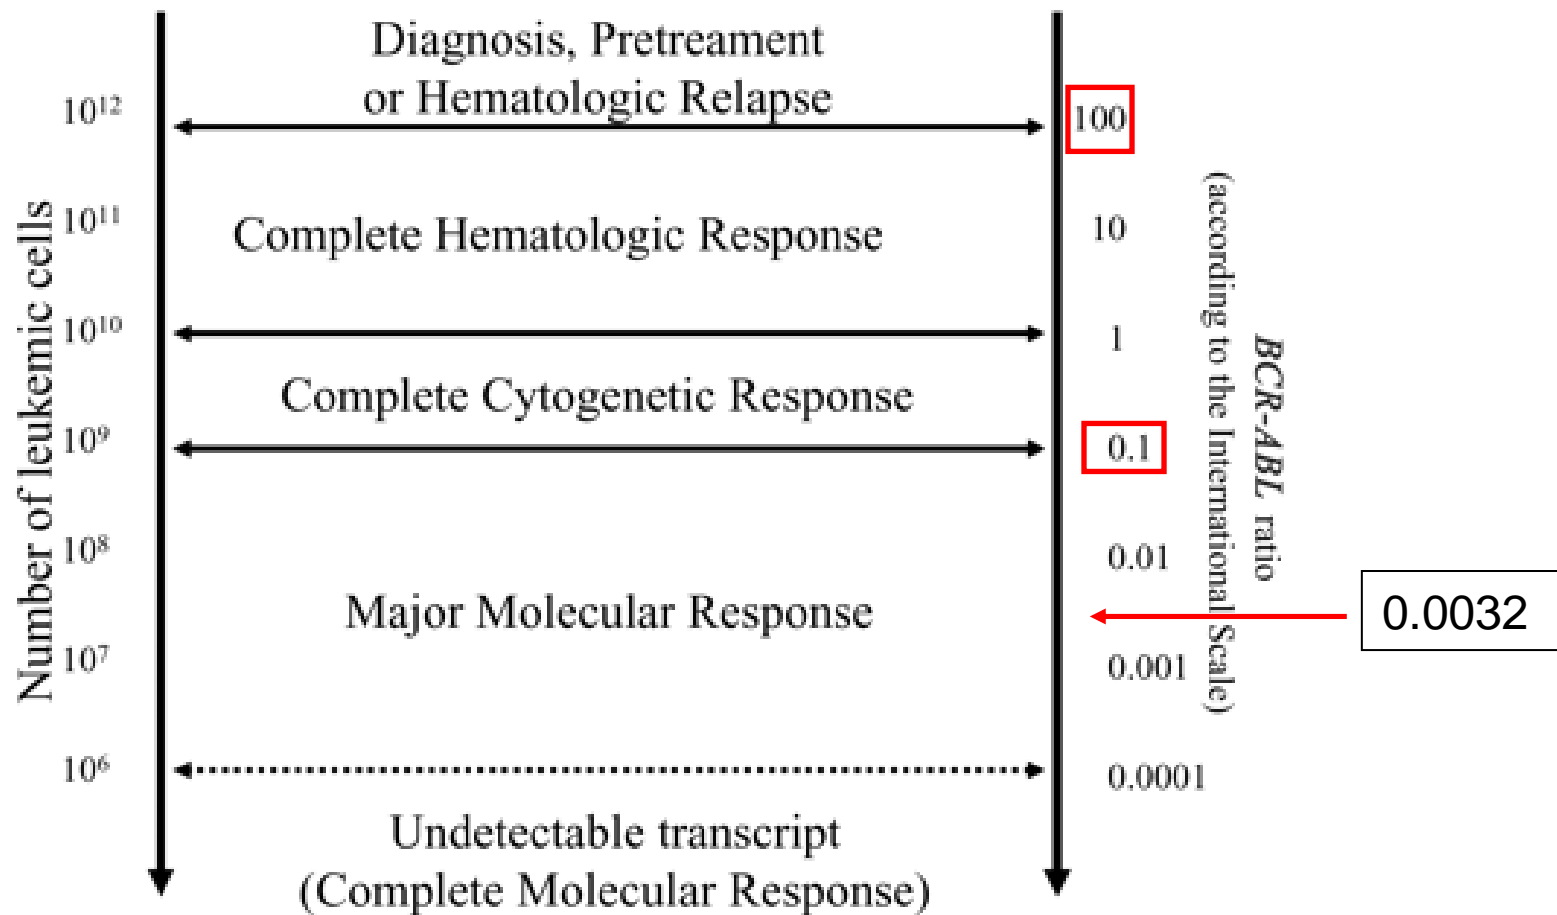 Diagnosis, Pretreament
or Hematologic Relapse
10¹²
100
10¹¹
Complete Hematologic Response
10
10¹⁰
1
Complete Cytogenetic Response
10⁹
0.1
10⁸
0.01
Major Molecular Response
0.0032
10⁷
0.001
10⁶
0.0001
Undetectable transcript
(Complete Molecular Response)
Number of leukemic cells
BCR-ABL ratio
(according to the International Scale)